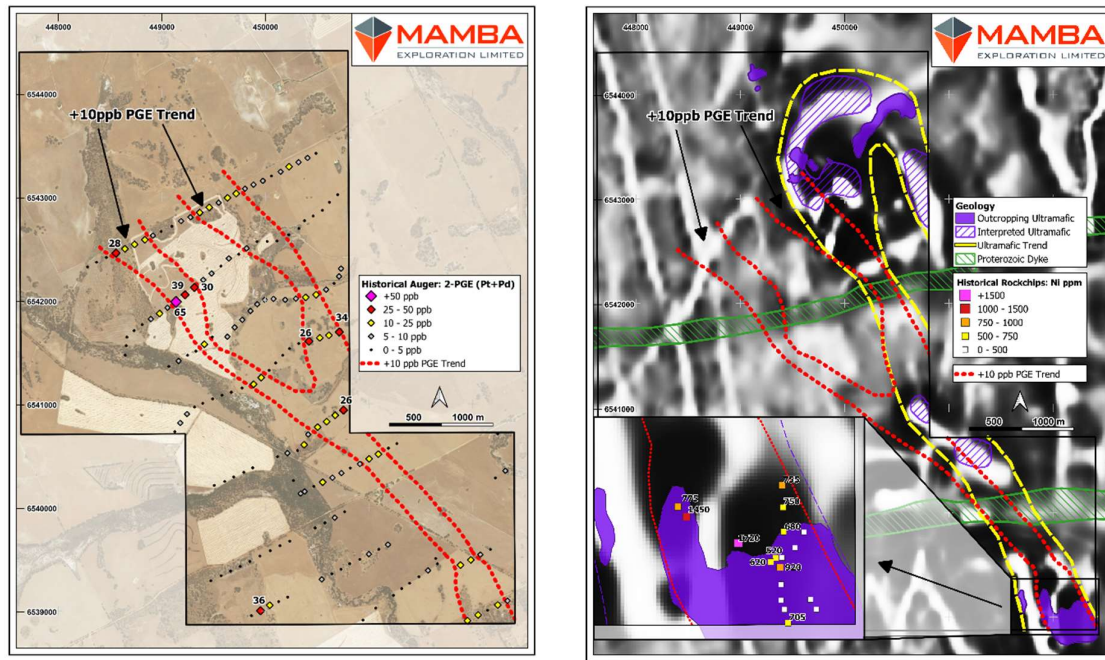 448000
449000
450000
MAMBA
EXPLORATION LIMITED
6544000
6543000
6542000
6541000
6540000
6539000
+10ppb PGE Trend
28
39
30
65
26
34
26
36
Historical Auger: 2-PGE (Pt+Pd)
+50 ppb
25 - 50 ppb
10 - 25 ppb
5 - 10 ppb
0 - 5 ppb
+10 ppb PGE Trend
500
1000 m
448000
449000
450000
MAMBA
EXPLORATION LIMITED
6544000
6543000
6542000
6541000
+10ppb PGE Trend
Geology
Outcropping Ultramafic
Interpreted Ultramafic
Ultramafic Trend
Proterozoic Dyke
Historical Rockchips: Ni ppm
+1500
1000 - 1500
750 - 1000
500 - 750
0 - 500
+10 ppb PGE Trend
500
1000 m
775
1450
1720
758
680
520
620
920
705